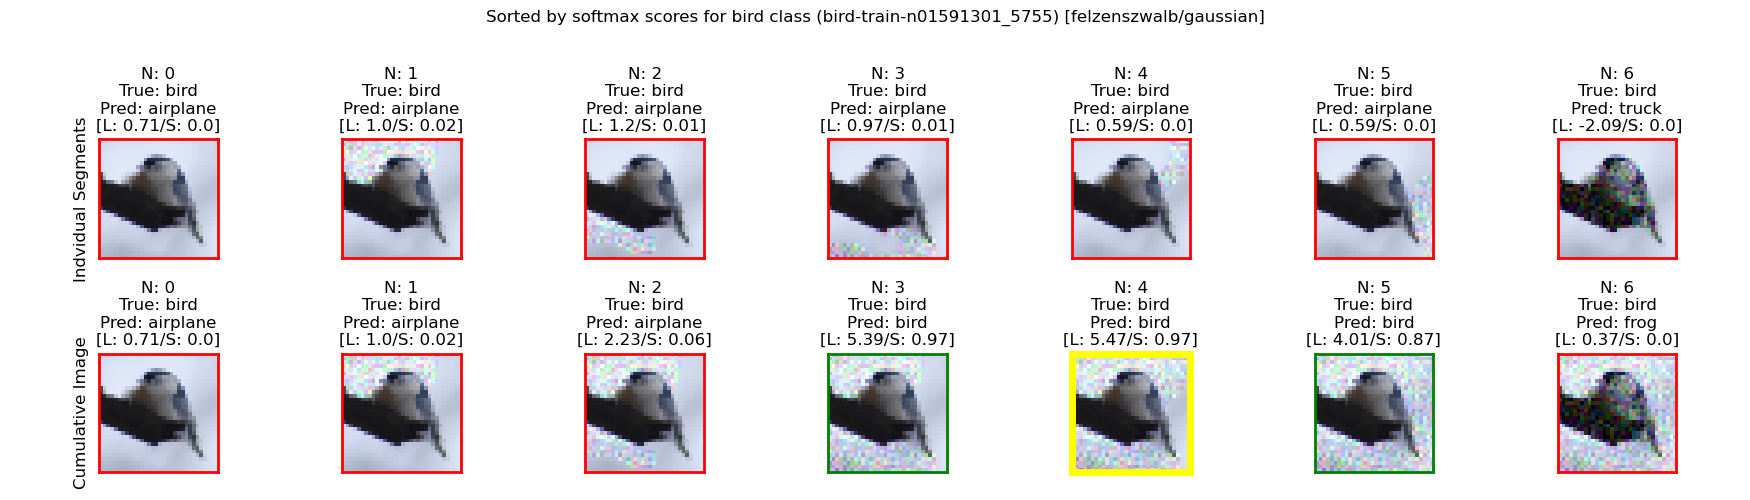 Sorted by softmax scores for bird class (bird-train-n01591301_5755) [felzenszwalb/gaussian]
Indvidual Segments
N: 0
True: bird
Pred: airplane
[L: 0.71/S: 0.0]
N: 1
True: bird
Pred: airplane
[L: 1.0/S: 0.02]
N: 2
True: bird
Pred: airplane
[L: 1.2/S: 0.01]
N: 3
True: bird
Pred: airplane
[L: 0.97/S: 0.01]
N: 4
True: bird
Pred: airplane
[L: 0.59/S: 0.0]
N: 5
True: bird
Pred: airplane
[L: 0.59/S: 0.0]
N: 6
True: bird
Pred: truck
[L: -2.09/S: 0.0]
Cumulative Image
N: 0
True: bird
Pred: airplane
[L: 0.71/S: 0.0]
N: 1
True: bird
Pred: airplane
[L: 1.0/S: 0.02]
N: 2
True: bird
Pred: airplane
[L: 2.23/S: 0.06]
N: 3
True: bird
Pred: bird
[L: 5.39/S: 0.97]
N: 4
True: bird
Pred: bird
[L: 5.47/S: 0.97]
N: 5
True: bird
Pred: bird
[L: 4.01/S: 0.87]
N: 6
True: bird
Pred: frog
[L: 0.37/S: 0.0]